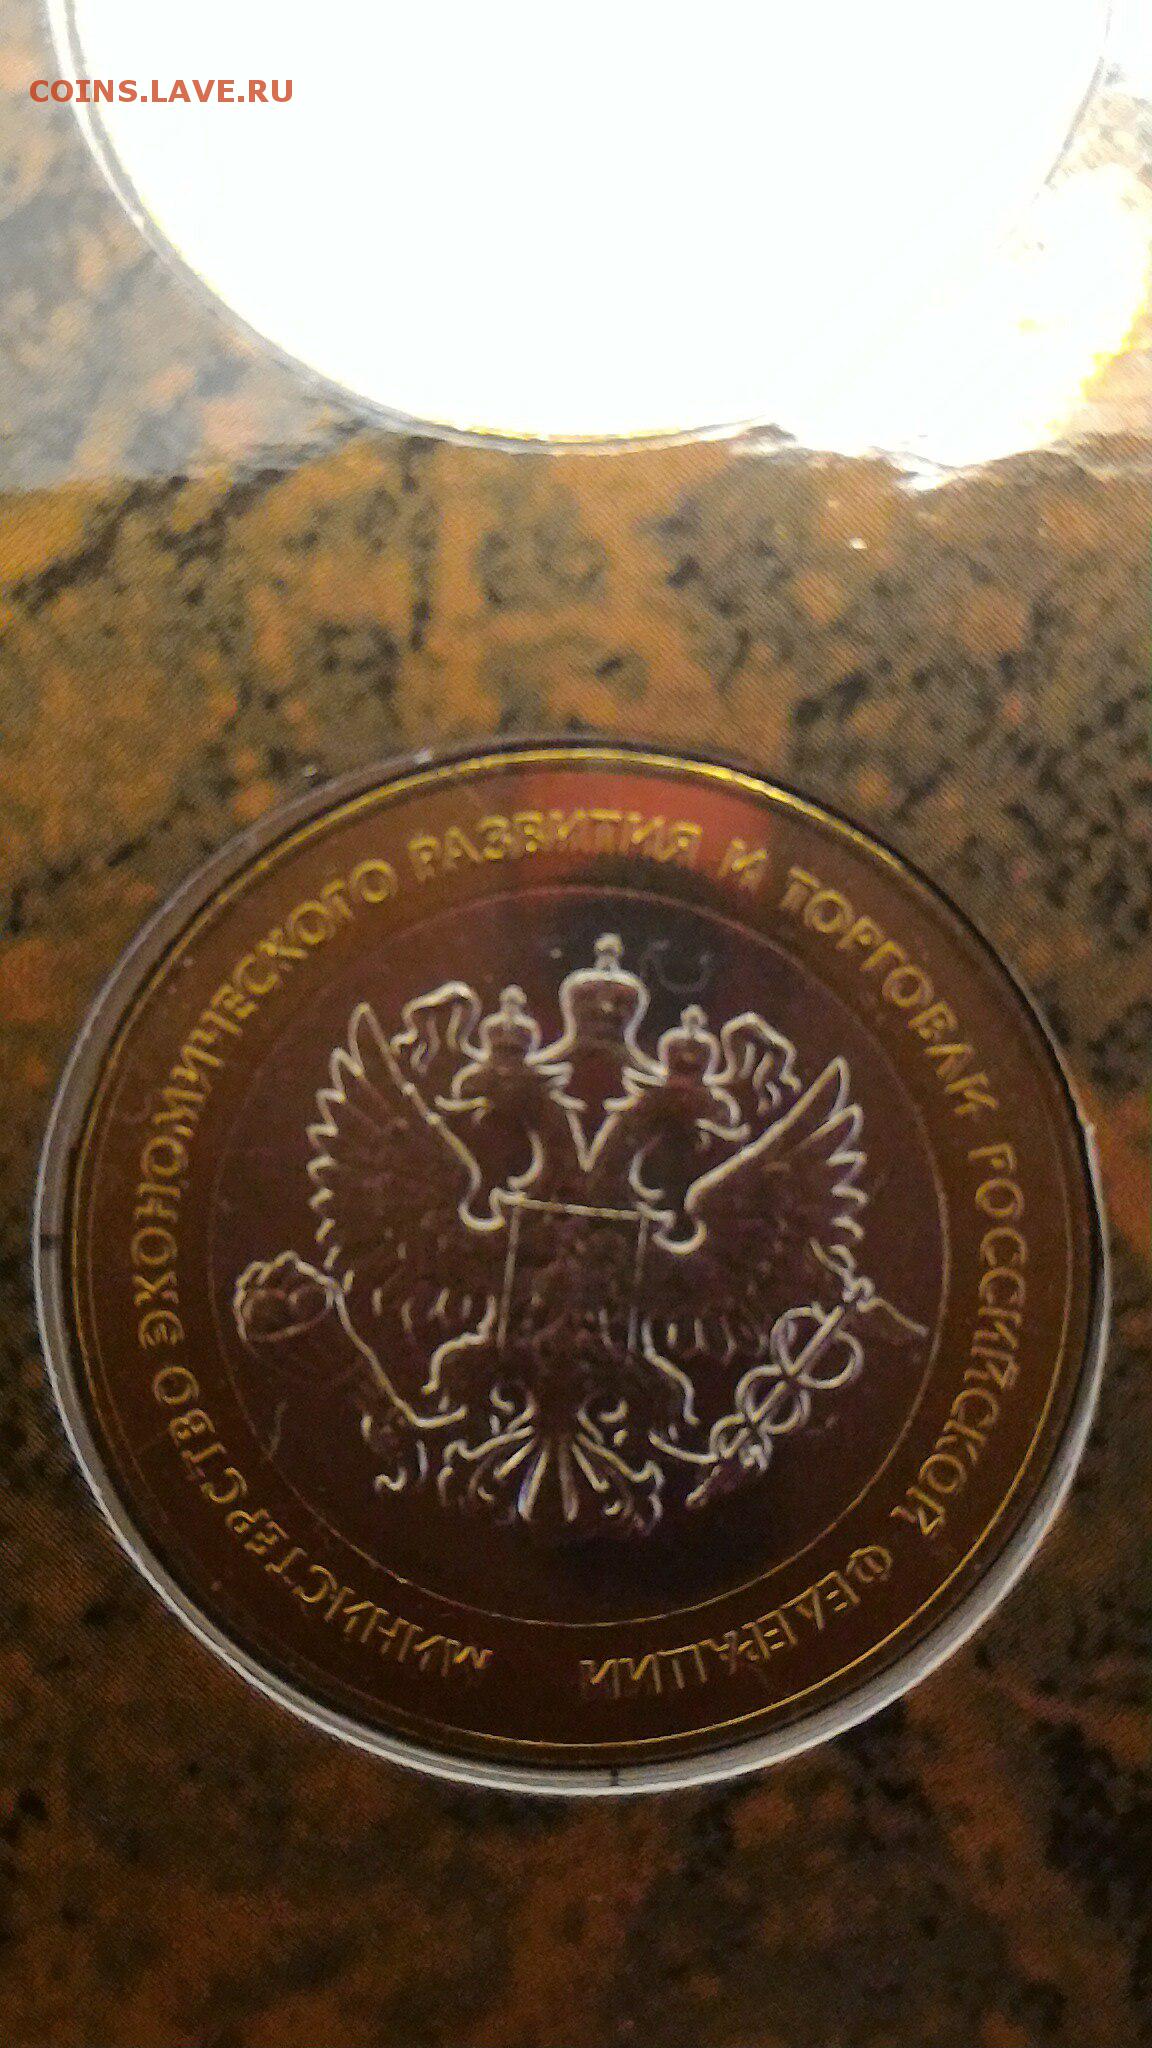 COINS.LAVE.RU
МИНИСТЕРСТВО ЭКОНОМИЧЕСКОГО РАЗВИТИЯ И ТОРГОВЛИ РОССИЙСКОЙ ФЕДЕРАЦИИ